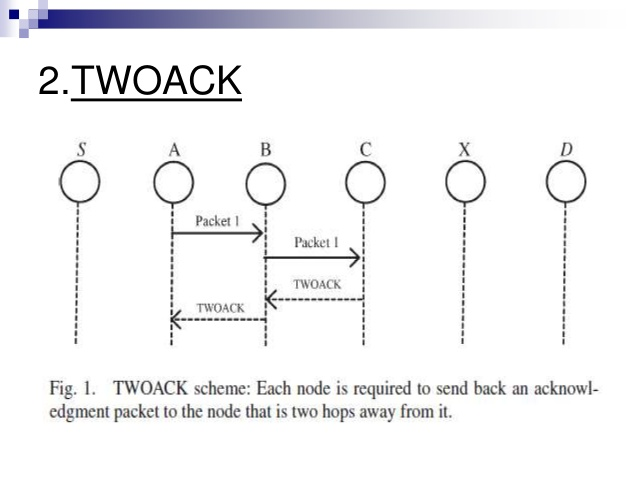 2.TWOACK
S A B C X D
Packet 1
Packet 1
TWOACK
TWOACK
Fig. 1. TWOACK scheme: Each node is required to send back an acknowl-
edgment packet to the node that is two hops away from it.